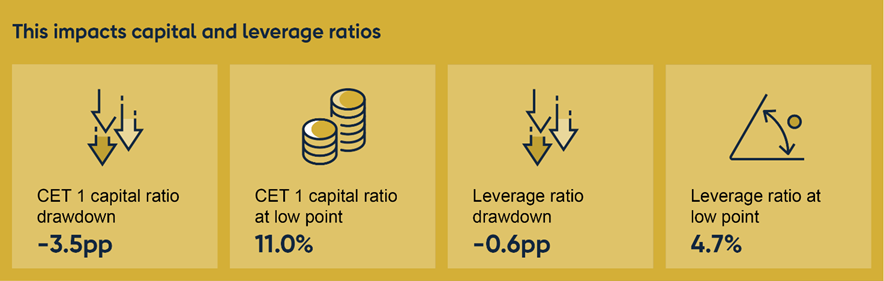 This impacts capital and leverage ratios
CET 1 capital ratio
drawdown
-3.5pp
CET 1 capital ratio
at low point
11.0%
Leverage ratio
drawdown
-0.6pp
Leverage ratio at
low point
4.7%